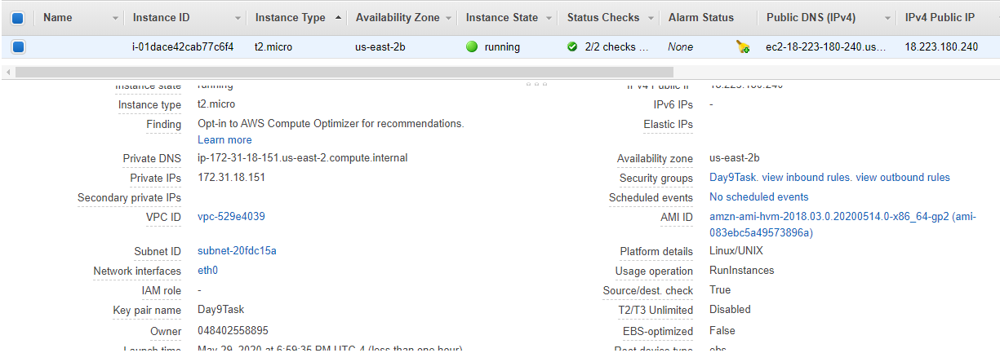 Name Instance ID Instance Type Availability Zone Instance State Status Checks Alarm Status Public DNS (IPv4) IPv4 Public IP
i-01dace42cab77c6f4 t2.micro us-east-2b running 2/2 checks ... None ec2-18-223-180-240.us... 18.223.180.240
Instance state running IPv4 Public IP 18.223.180.240
Instance type t2.micro IPv6 IPs -
Finding Opt-in to AWS Compute Optimizer for recommendations. Elastic IPs
Learn more
Private DNS ip-172-31-18-151.us-east-2.compute.internal Availability zone us-east-2b
Private IPs 172.31.18.151 Security groups Day9Task. view inbound rules. view outbound rules
Secondary private IPs Scheduled events No scheduled events
VPC ID vpc-529e4039 AMI ID amzn-ami-hvm-2018.03.0.20200514.0-x86_64-gp2 (ami-
083ebc5a49573896a)
Subnet ID subnet-20fdc15a Platform details Linux/UNIX
Network interfaces eth0 Usage operation RunInstances
IAM role - Source/dest. check True
Key pair name Day9Task T2/T3 Unlimited Disabled
Owner 048402558895 EBS-optimized False
Launch time May 29, 2020 at 6:59:35 PM UTC-4 (less than one hour) Root device type ebs